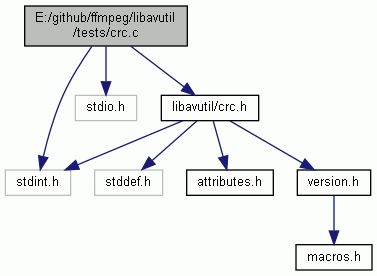 E:/github/ffmpeg/libavutil
/tests/crc.c
stdio.h
libavutil/crc.h
stdint.h
stddef.h
attributes.h
version.h
macros.h